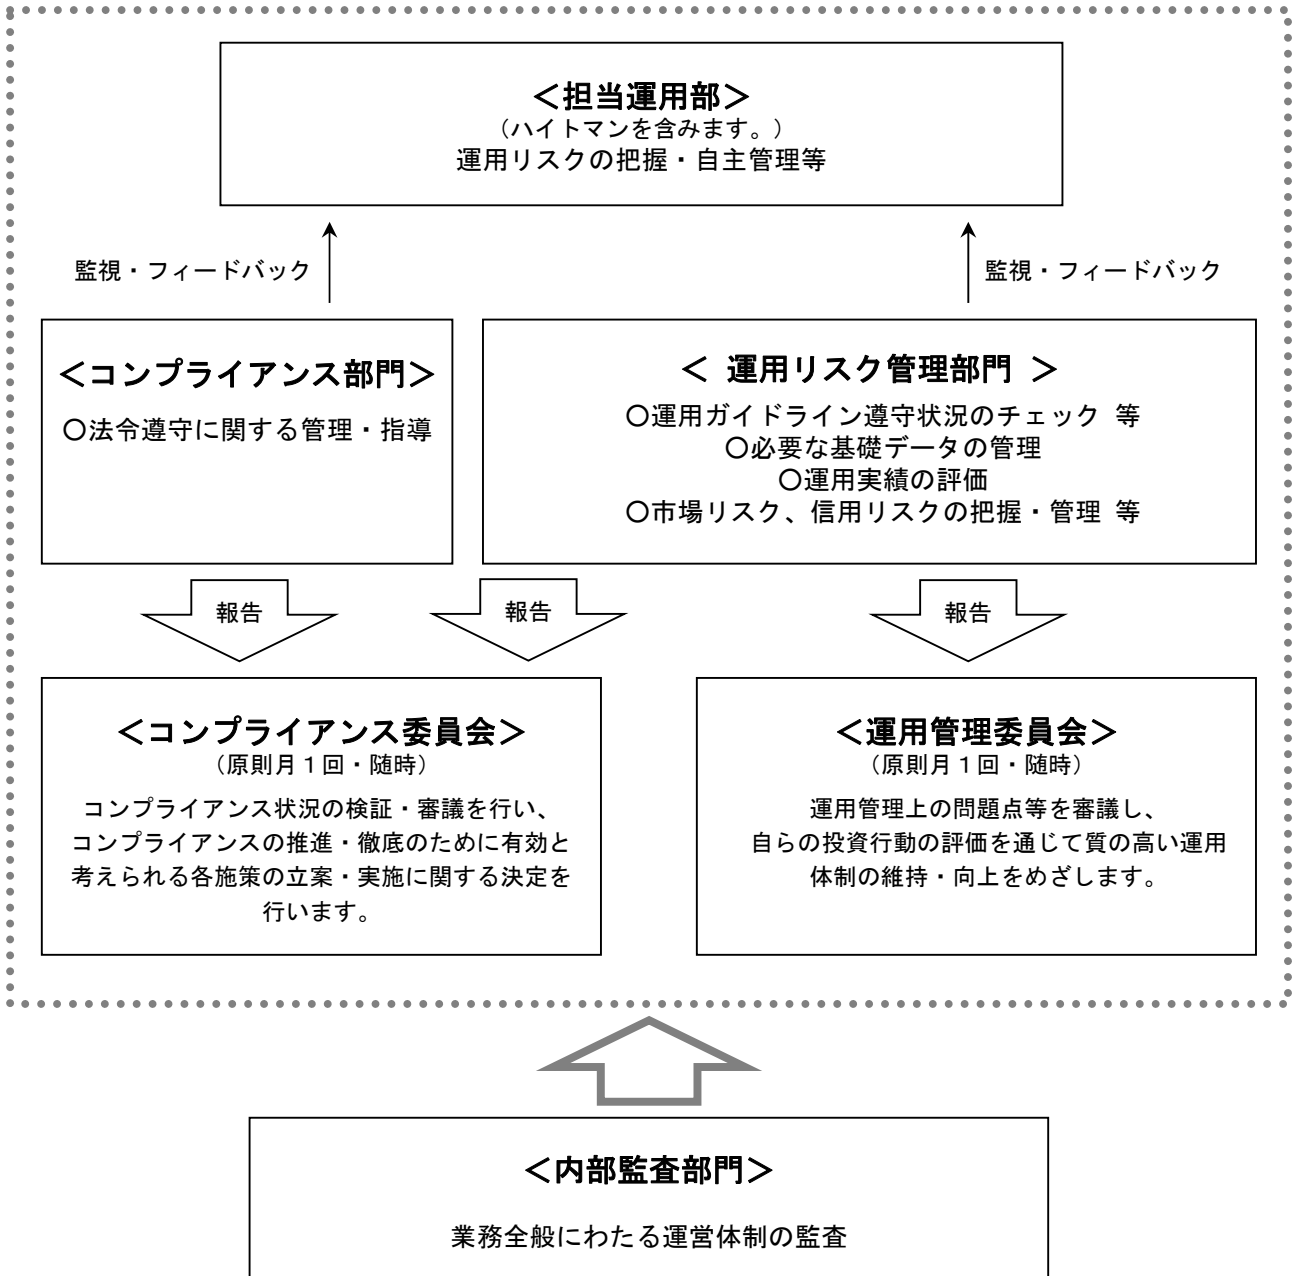 ＜担当運用部＞
（ハイトマンを含みます。）
運用リスクの把握・自主管理等
監視・フィードバック
監視・フィードバック
＜コンプライアンス部門＞
○法令遵守に関する管理・指導
＜ 運用リスク管理部門 ＞
○運用ガイドライン遵守状況のチェック 等
○必要な基礎データの管理
○運用実績の評価
○市場リスク、信用リスクの把握・管理 等
報告
報告
報告
＜コンプライアンス委員会＞
（原則月１回・随時）
コンプライアンス状況の検証・審議を行い、
コンプライアンスの推進・徹底のために有効と
考えられる各施策の立案・実施に関する決定を
行います。
＜運用管理委員会＞
（原則月１回・随時）
運用管理上の問題点等を審議し、
自らの投資行動の評価を通じて質の高い運用
体制の維持・向上をめざします。
＜内部監査部門＞
業務全般にわたる運営体制の監査